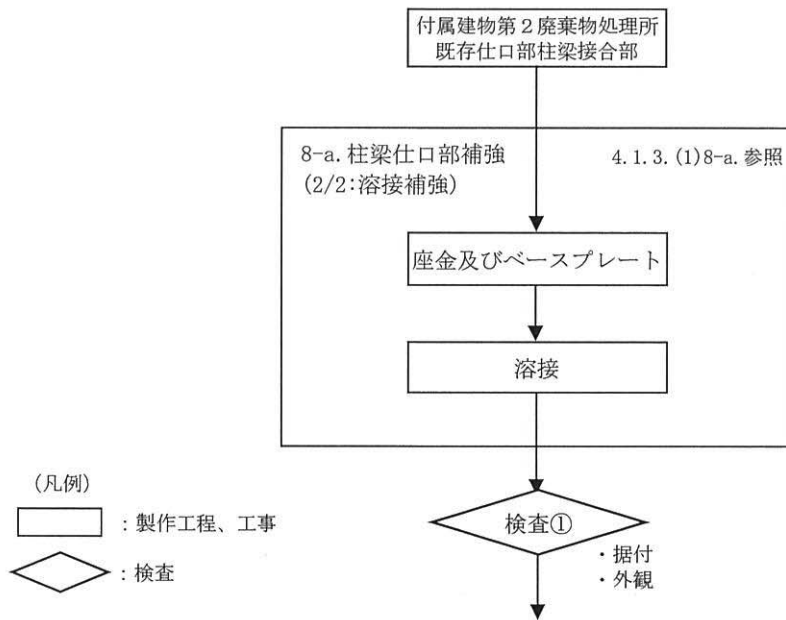 付属建物第２廃棄物処理所
既存仕口部柱梁接合部
8-a.柱梁仕口部補強
4.1.3.(1)8-a.参照
(2/2:溶接補強)
座金及びベースプレート
溶接
検査①
・据付
・外観
(凡例)
：製作工程、工事
：検査